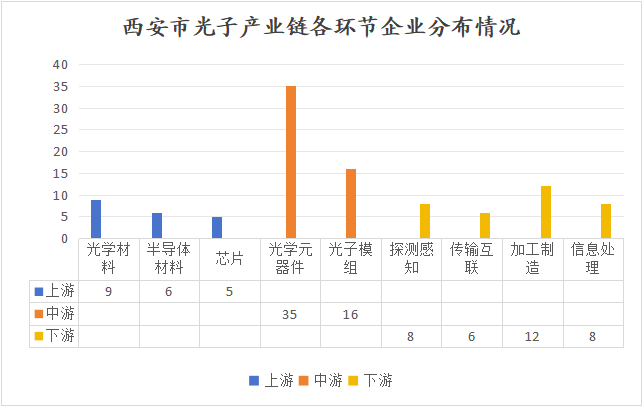 西安市光子产业链各环节企业分布情况
40
35
30
25
20
15
10
5
0
光学材料 半导体材料 芯片 光学元器件 光子模组 探测感知 传输互联 加工制造 信息处理
上游 9 6 5
中游 35 16
下游 8 6 12 8
上游 中游 下游